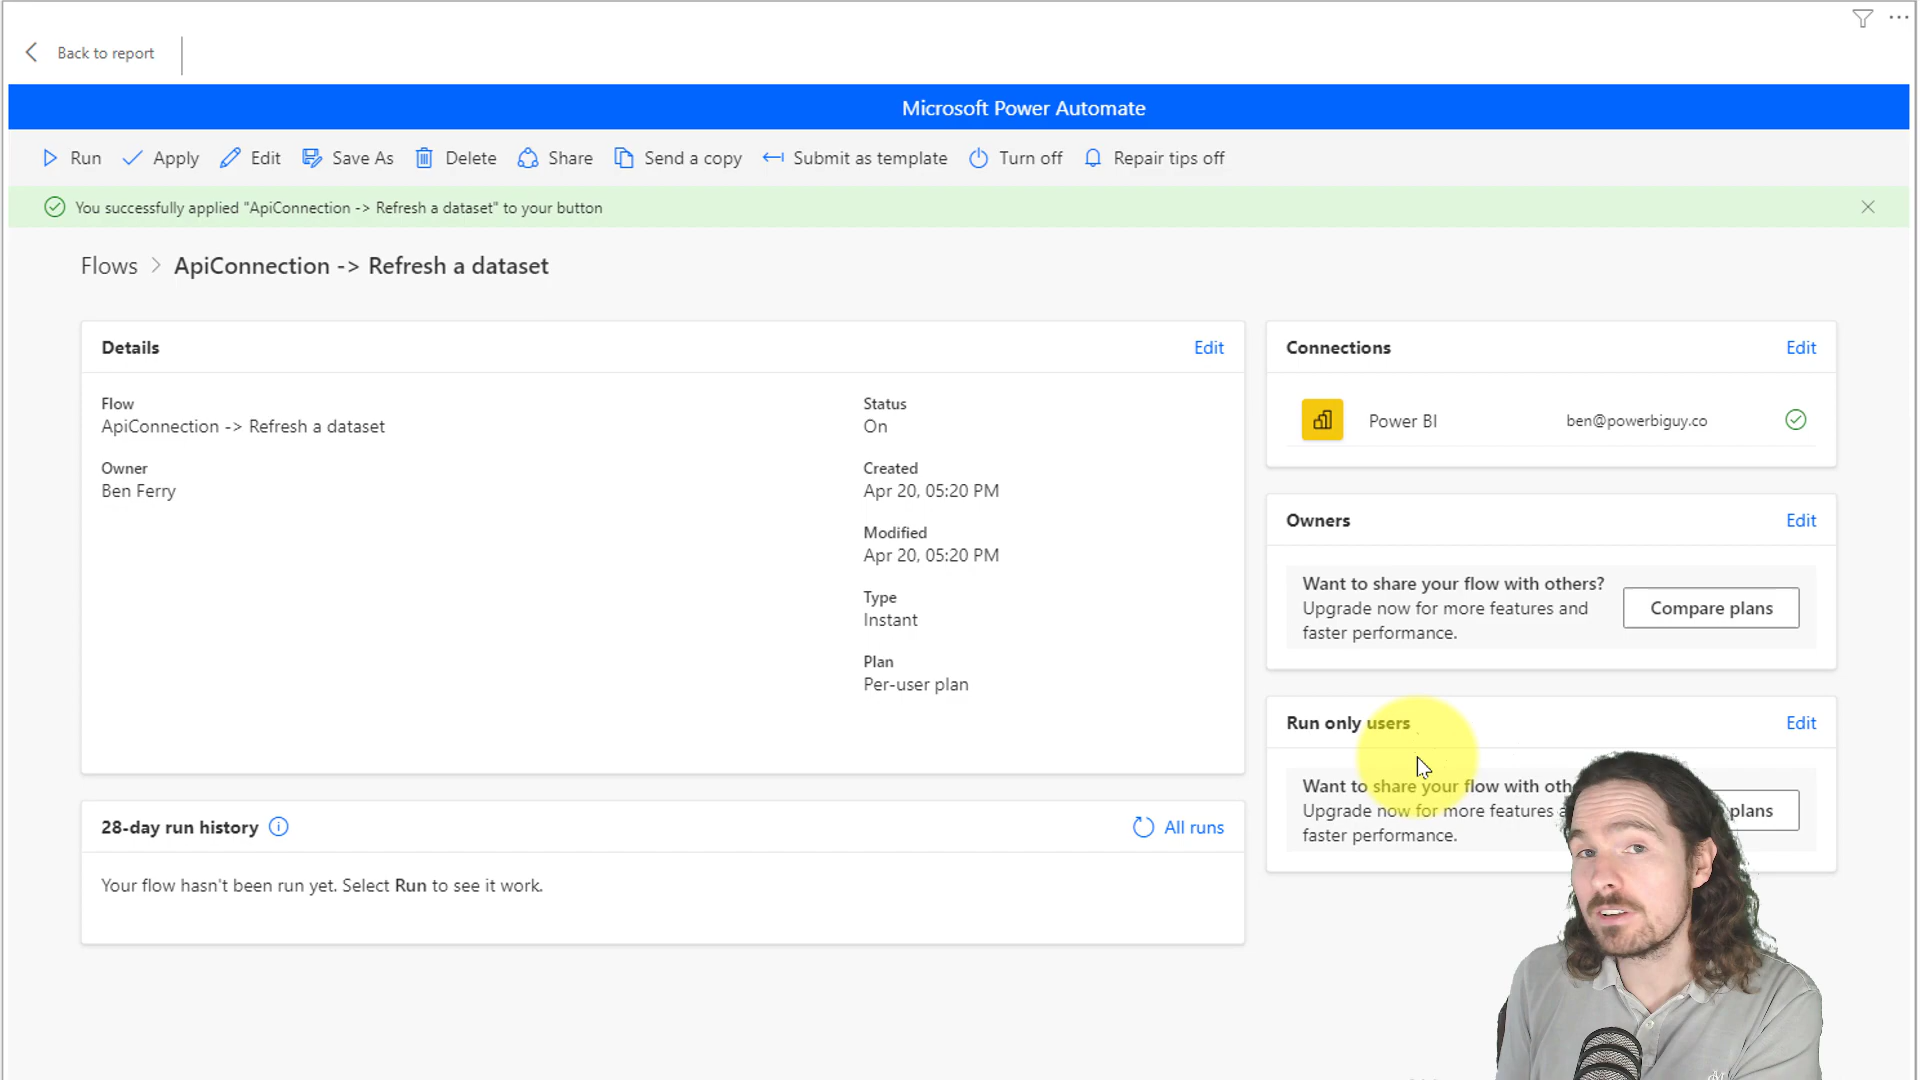 Back to report
Microsoft Power Automate
Run Apply Edit Save As Delete Share Send a copy Submit as template Turn off Repair tips off
You successfully applied "ApiConnection -> Refresh a dataset" to your button
Flows > ApiConnection -> Refresh a dataset
Details Edit
Flow
ApiConnection -> Refresh a dataset
Owner
Ben Ferry
Status
On
Created
Apr 20, 05:20 PM
Modified
Apr 20, 05:20 PM
Type
Instant
Plan
Per-user plan
28-day run history All runs
Your flow hasn't been run yet. Select Run to see it work.
Connections Edit
Power BI ben@powerbiguy.co
Owners Edit
Want to share your flow with others?
Upgrade now for more features and
faster performance.
Compare plans
Run only users Edit
Want to share your flow with oth
Upgrade now for more features a
faster performance.
plans